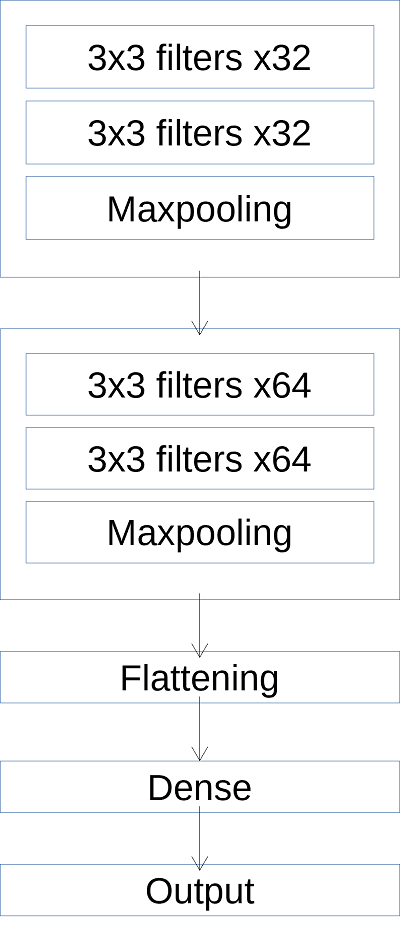 3x3 filters x32
3x3 filters x32
Maxpooling
3x3 filters x64
3x3 filters x64
Maxpooling
Flattening
Dense
Output